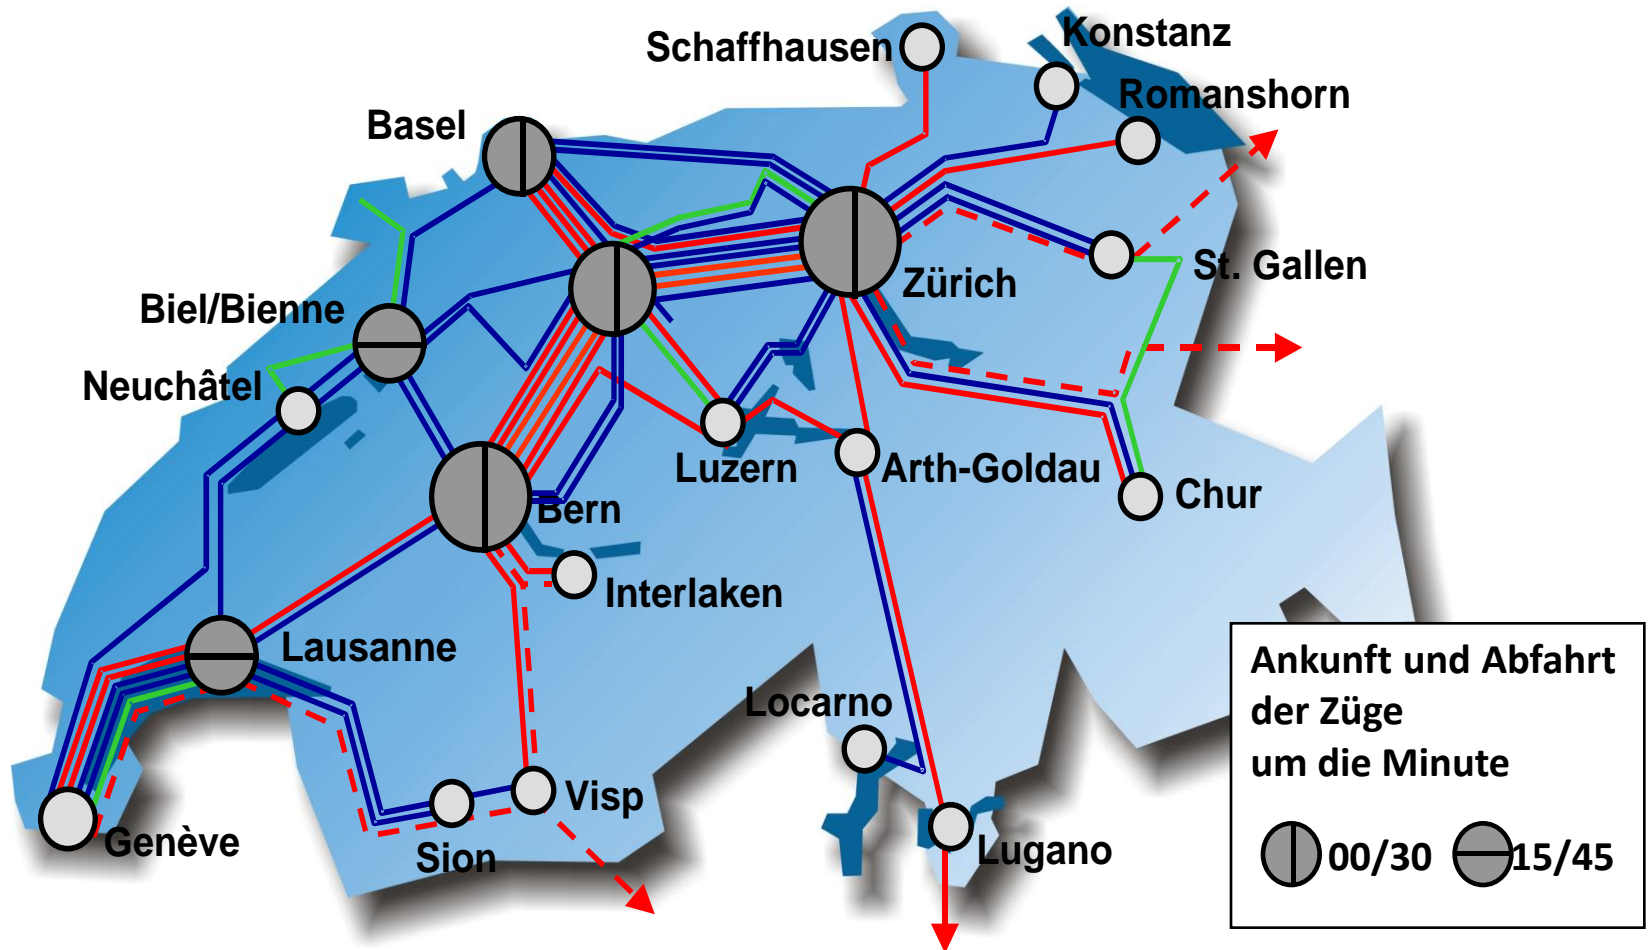 Schaffhausen
Konstanz
Romanshorn
Basel
St. Gallen
Zürich
Biel/Bienne
Neuchâtel
Luzern
Arth-Goldau
Chur
Bern
Interlaken
Lausanne
Locarno
Visp
Genève
Sion
Lugano
Ankunft und Abfahrt
der Züge
um die Minute
00/30 15/45